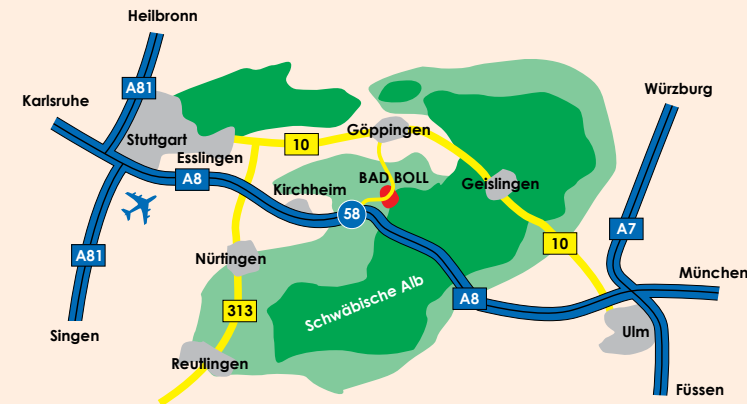 Heilbronn
A81
Würzburg
Karlsruhe
Stuttgart
Göppingen
10
Esslingen
A8
BAD BOLL
Kirchheim
Geislingen
58
A7
10
A81
Nürtingen
München
Schwäbische Alb
A8
313
Singen
Ulm
Reutlingen
Füssen